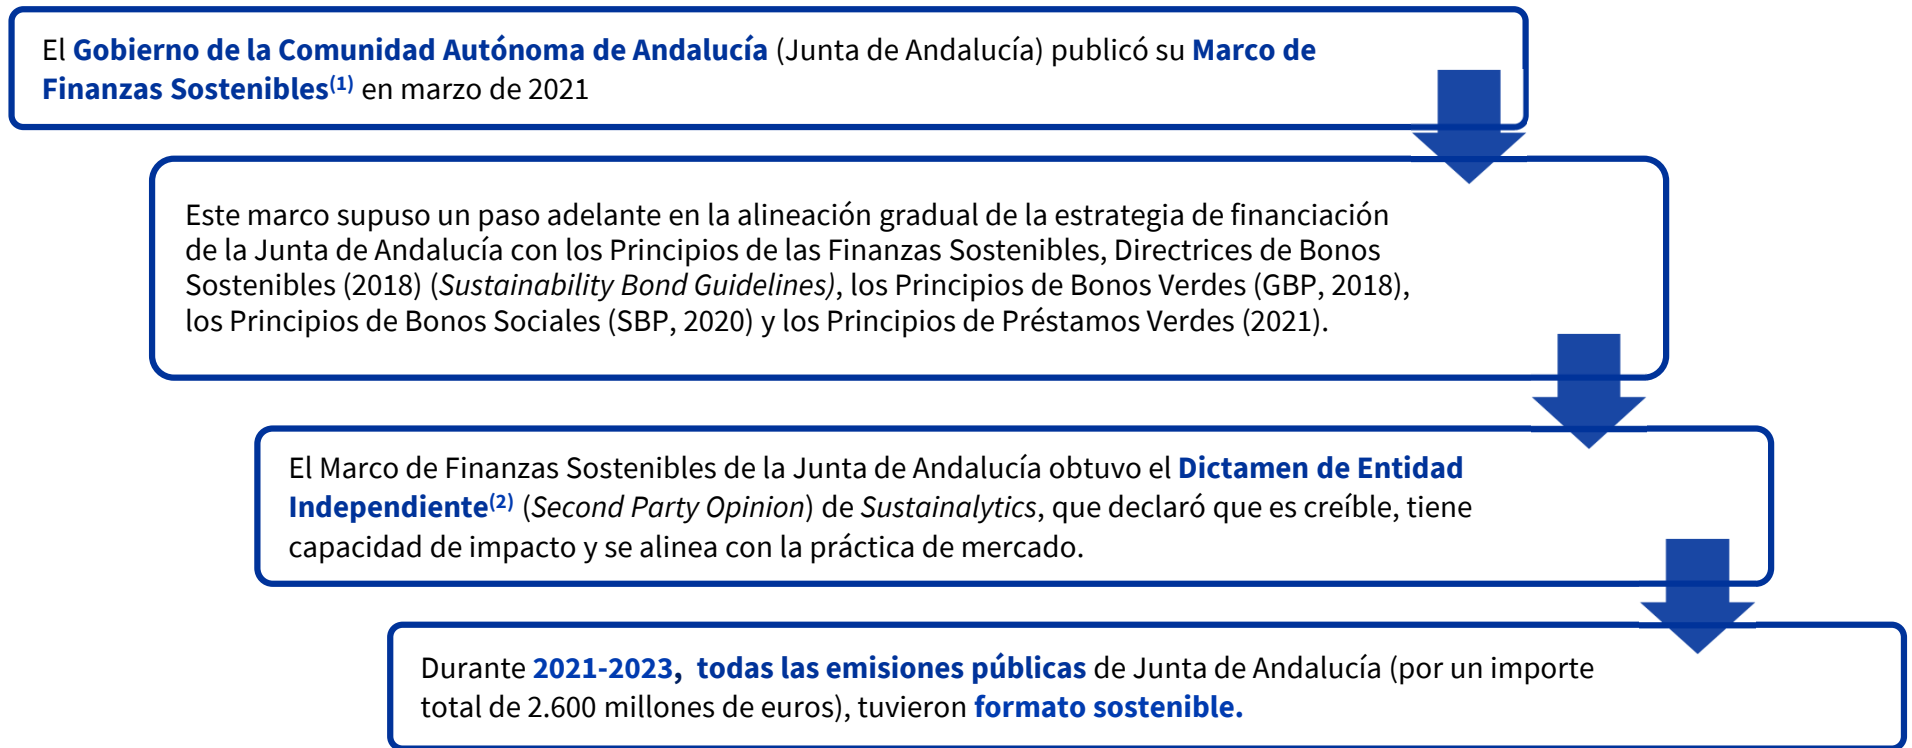 El Gobierno de la Comunidad Autónoma de Andalucía (Junta de Andalucía) publicó su Marco de
Finanzas Sostenibles(1) en marzo de 2021
Este marco supuso un paso adelante en la alineación gradual de la estrategia de financiación
de la Junta de Andalucía con los Principios de las Finanzas Sostenibles, Directrices de Bonos
Sostenibles (2018) (Sustainability Bond Guidelines), los Principios de Bonos Verdes (GBP, 2018),
los Principios de Bonos Sociales (SBP, 2020) y los Principios de Préstamos Verdes (2021).
El Marco de Finanzas Sostenibles de la Junta de Andalucía obtuvo el Dictamen de Entidad
Independiente(2) (Second Party Opinion) de Sustainalytics, que declaró que es creíble, tiene
capacidad de impacto y se alinea con la práctica de mercado.
Durante 2021-2023, todas las emisiones públicas de Junta de Andalucía (por un importe
total de 2.600 millones de euros), tuvieron formato sostenible.